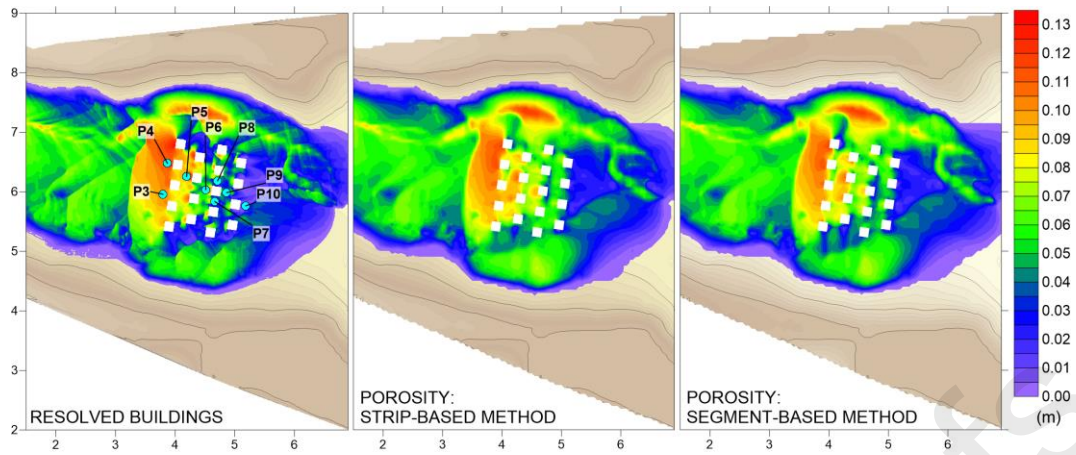 9
8
7
6
5
4
3
2
P5
P6
P8
P4
P9
P3
P10
P7
RESOLVED BUILDINGS
POROSITY:
STRIP-BASED METHOD
POROSITY:
SEGMENT-BASED METHOD
2 3 4 5 6
2 3 4 5 6
2 3 4 5 6
0.13
0.12
0.11
0.10
0.09
0.08
0.07
0.06
0.05
0.04
0.03
0.02
0.01
0.00
(m)